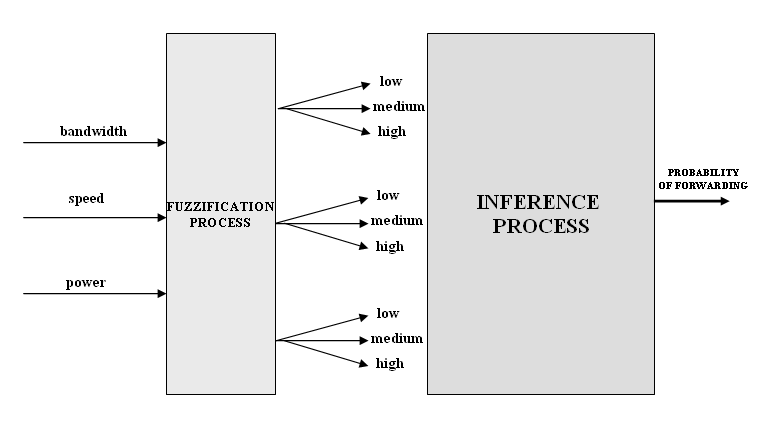 bandwidth
speed
power
FUZZIFICATION
PROCESS
low
medium
high
low
medium
high
low
medium
high
INFERENCE
PROCESS
PROBABILITY
OF FORWARDING